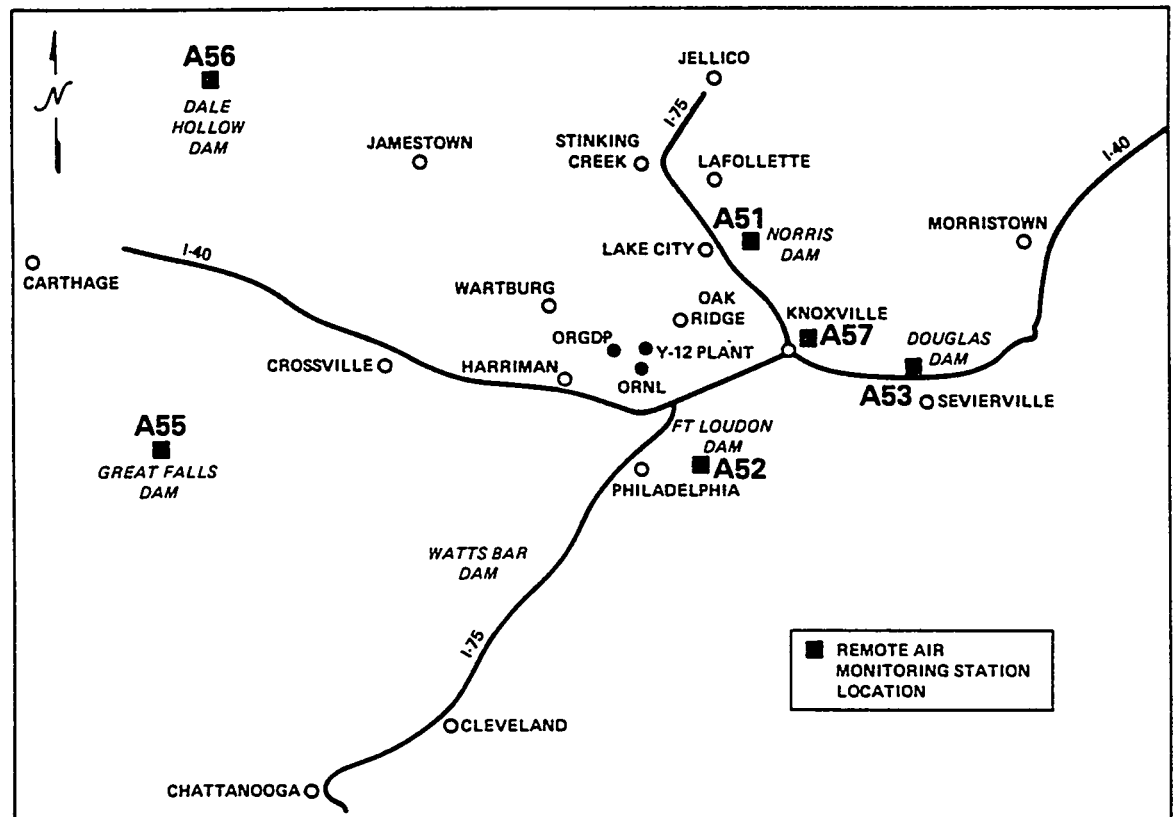 N
A56
DALE
HOLLOW
DAM
JELLICO
I-75
JAMESTOWN
STINKING
CREEK
LAFOLLETTE
I-40
A51
NORRIS
DAM
MORRISTOWN
LAKE CITY
I-40
CARTHAGE
WARTBURG
OAK
RIDGE
KNOXVILLE
A57
ORGDP
Y-12 PLANT
DOUGLAS
DAM
CROSSVILLE
HARRIMAN
ORNL
A53
SEVIERVILLE
A55
GREAT FALLS
DAM
FT LOUDON
DAM
A52
PHILADELPHIA
WATTS BAR
DAM
I-75
REMOTE AIR
MONITORING STATION
LOCATION
CLEVELAND
CHATTANOOGA